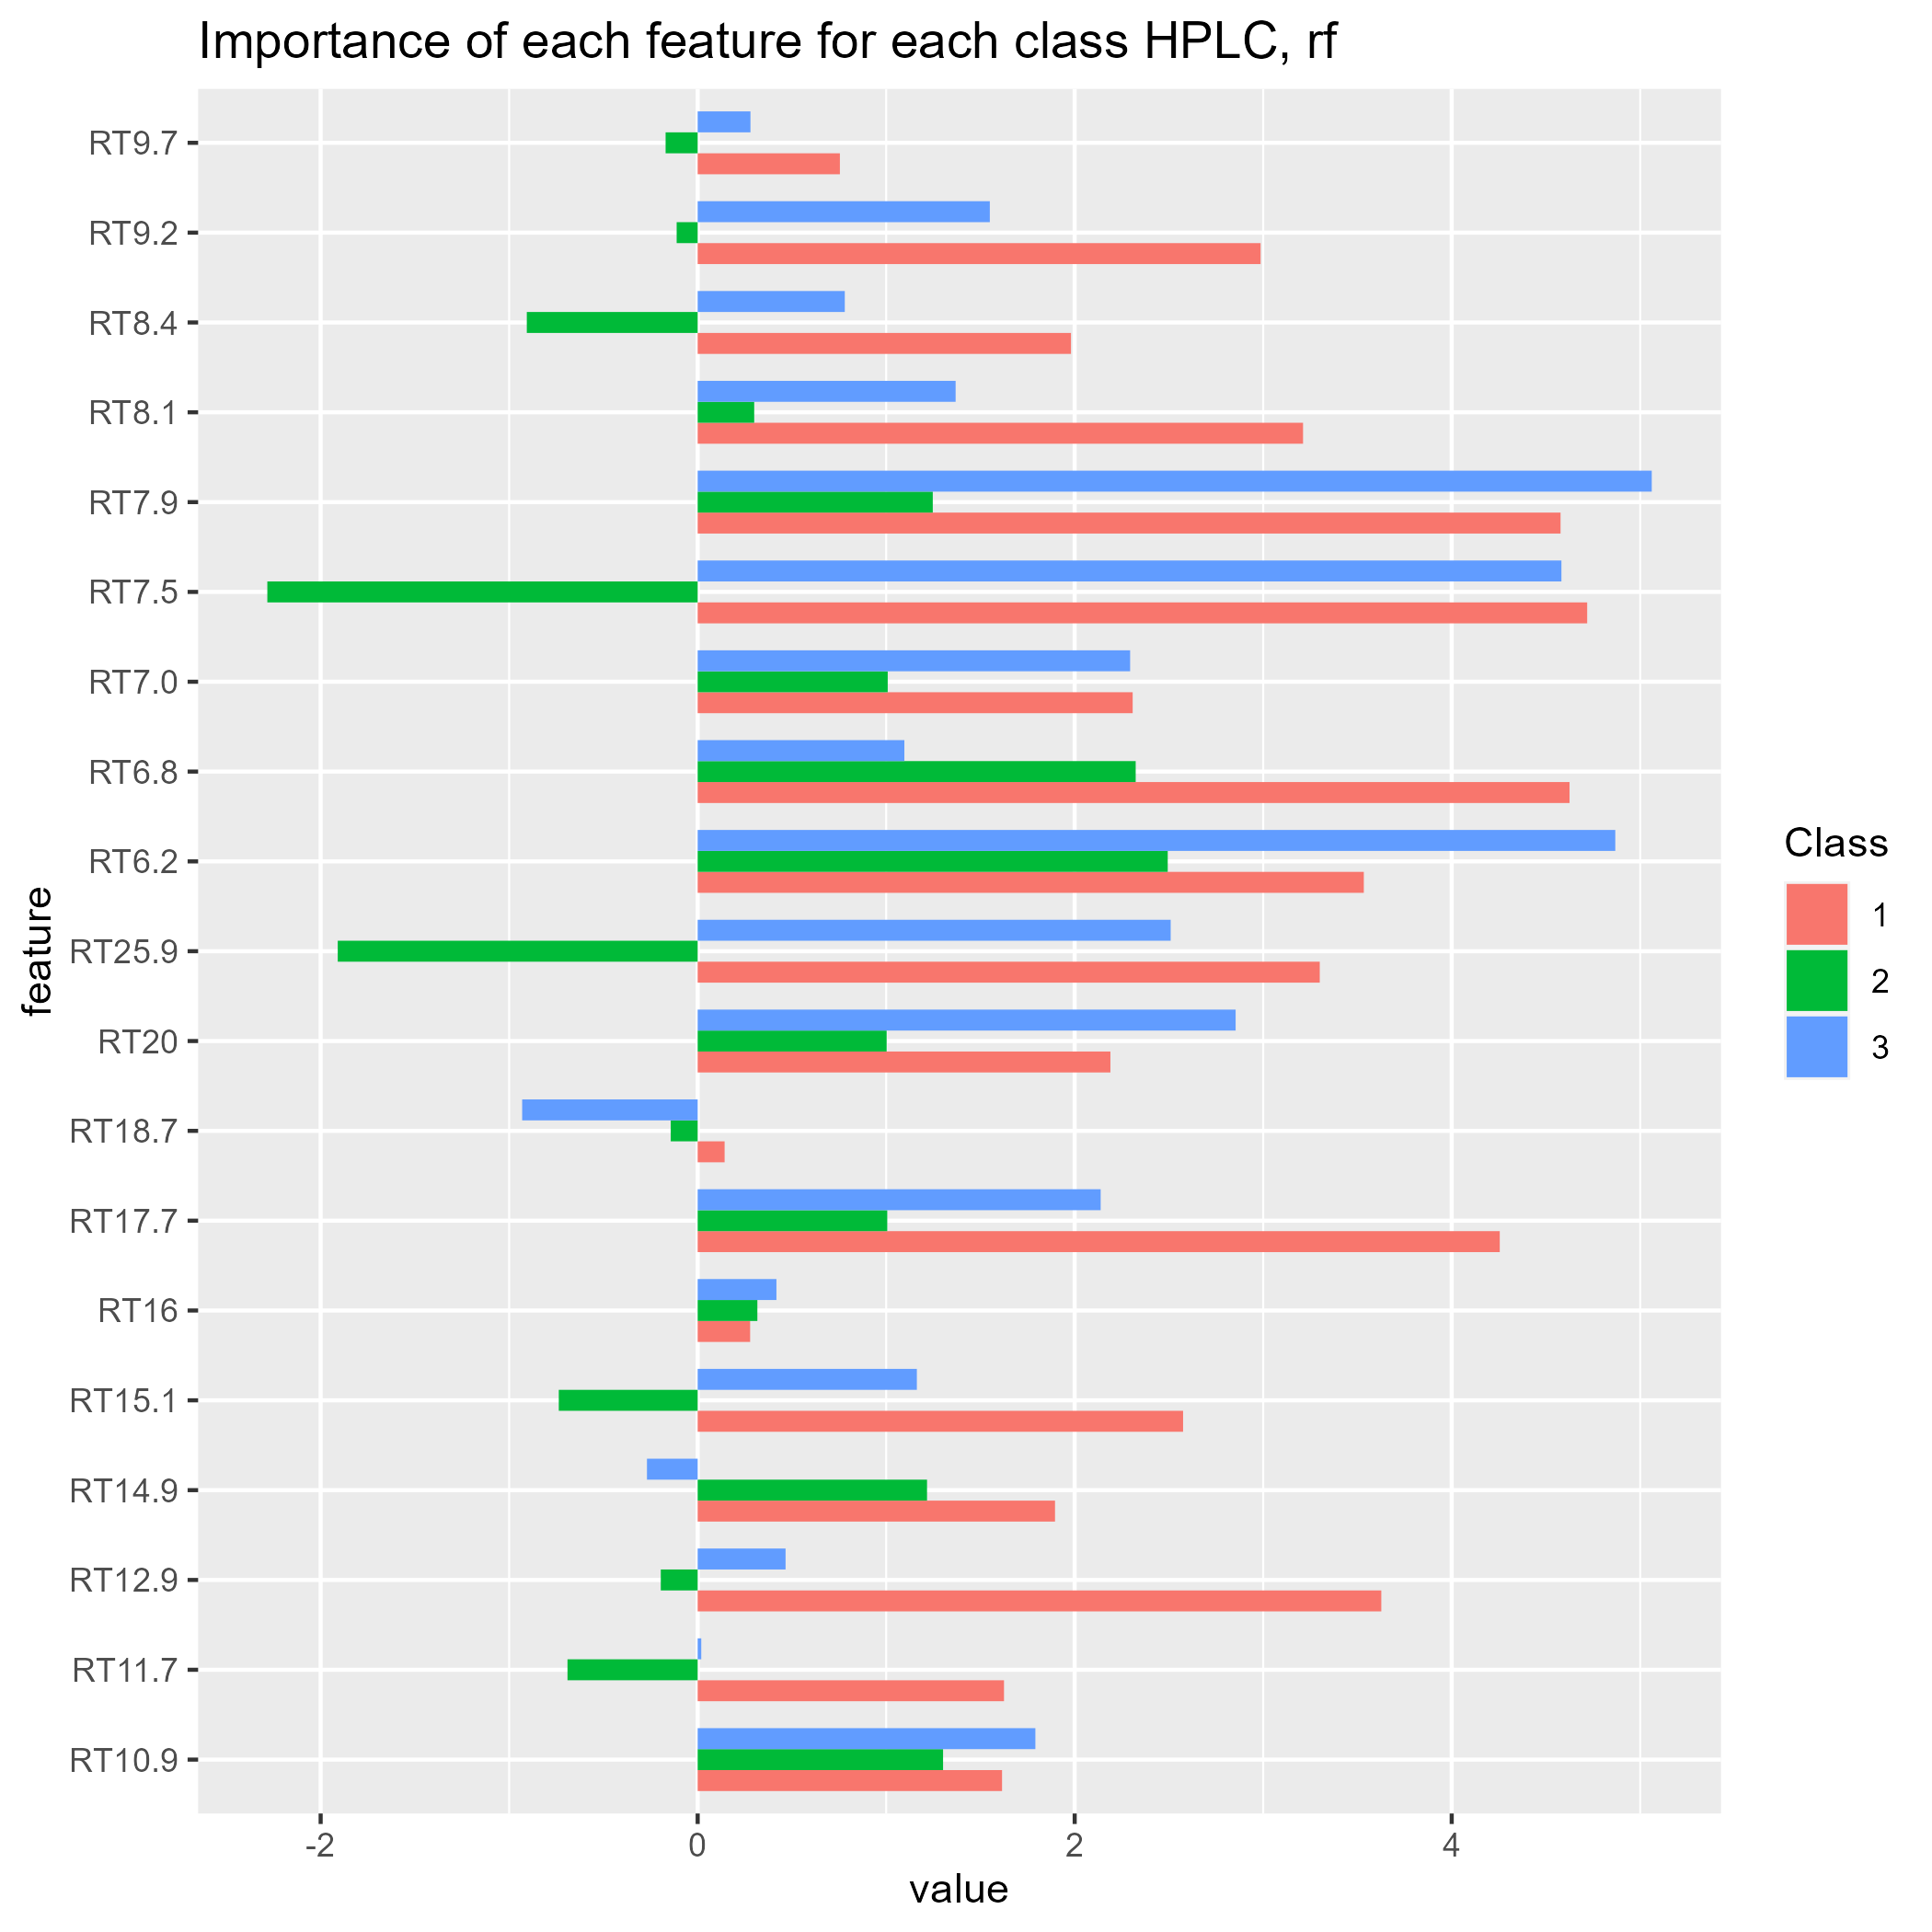 Importance of each feature for each class HPLC, rf
RT9.7
RT9.2
RT8.4
RT8.1
RT7.9
RT7.5
RT7.0
RT6.8
RT6.2
RT25.9
RT20
RT18.7
RT17.7
RT16
RT15.1
RT14.9
RT12.9
RT11.7
RT10.9
feature
-2 0 2 4
value
Class
1
2
3